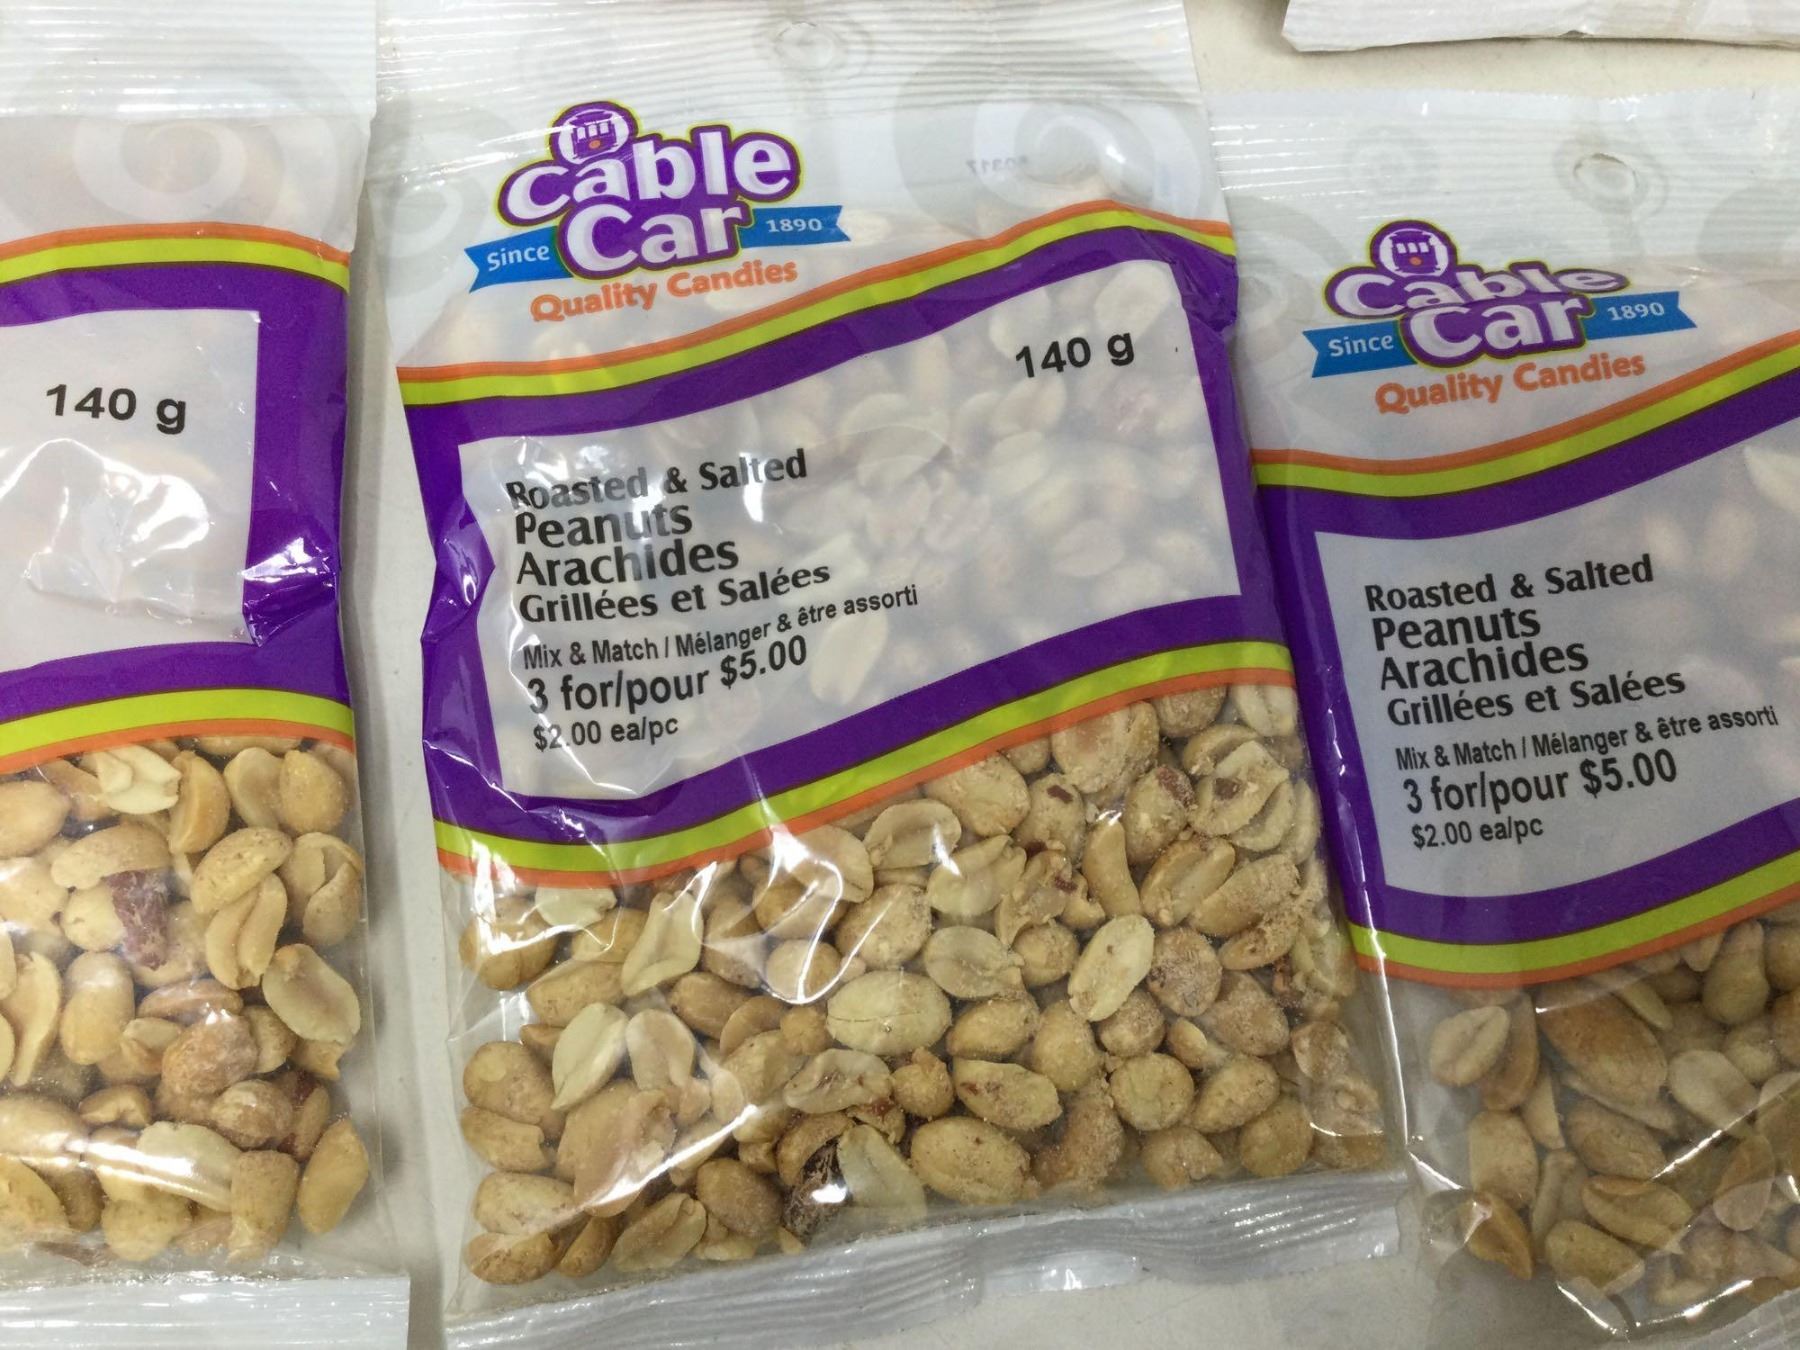 140 g
Cable
Car
Since 1890
Quality Candies
140 g
Roasted & Salted
Peanuts
Arachides
Grillées et Salées
Mix & Match / Mélanger & être assorti
3 for/pour $5.00
$2.00 ea/pc
Cable
Car
Since 1890
Quality Candies
Roasted & Salted
Peanuts
Arachides
Grillées et Salées
Mix & Match / Mélanger & être assorti
3 for/pour $5.00
$2.00 ea/pc